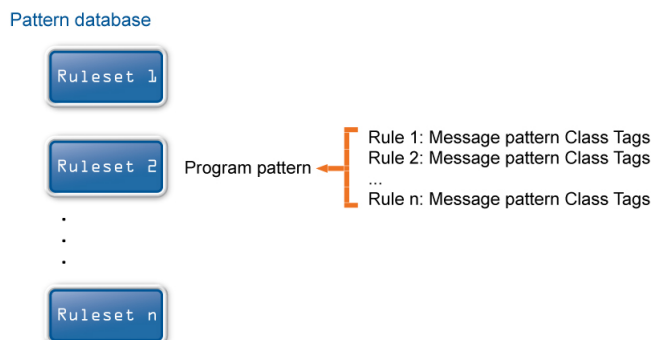 Pattern database
Ruleset 1
Ruleset 2
Program pattern
Rule 1: Message pattern Class Tags
Rule 2: Message pattern Class Tags
...
Rule n: Message pattern Class Tags
.
.
.
Ruleset n